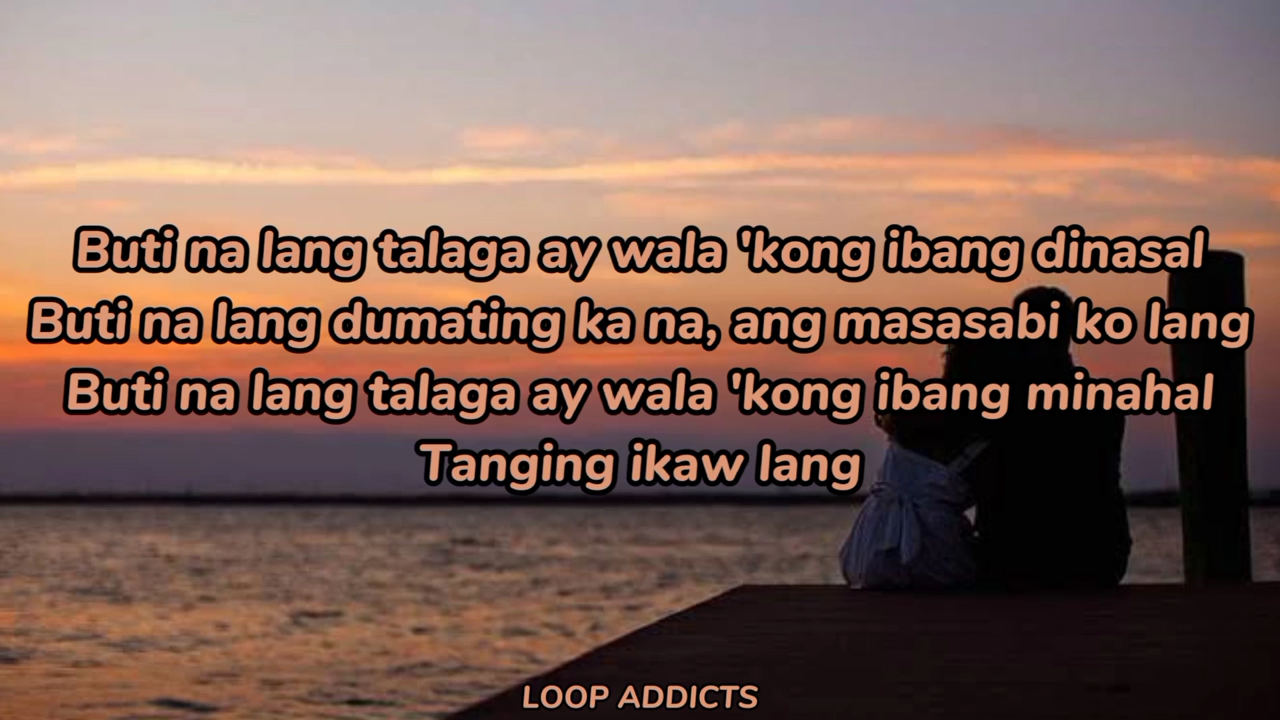 Buti na lang talaga ay wala 'kong ibang dinasal
Buti na lang dumating ka na, ang masasabi ko lang
Buti na lang talaga ay wala 'kong ibang minahal
Tanging ikaw lang
LOOP ADDICTS